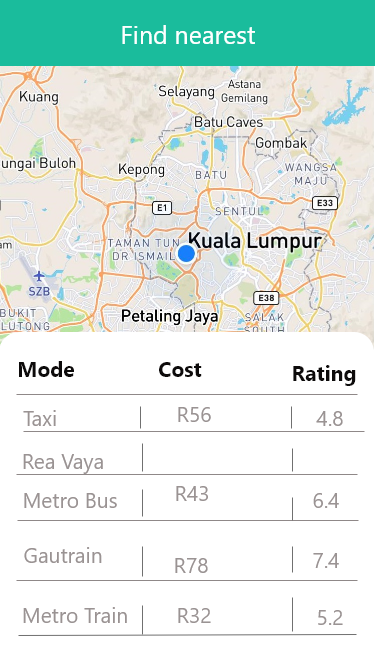 Find nearest
Kuang
Selayang
Astana
Gemilang
Batu Caves
Gombak
ungai Buloh
Kepong
BATU
WANGSA
MAJU
E1
E33
SENTUL
am
TAMAN TUN
DR ISMAIL
Kuala Lumpur
SZB
E38
BUKIT
LUTONG
Petaling Jaya
SALAK
SOUTH
Mode Cost Rating
Taxi R56 4.8
Rea Vaya
Metro Bus R43 6.4
Gautrain R78 7.4
Metro Train R32 5.2